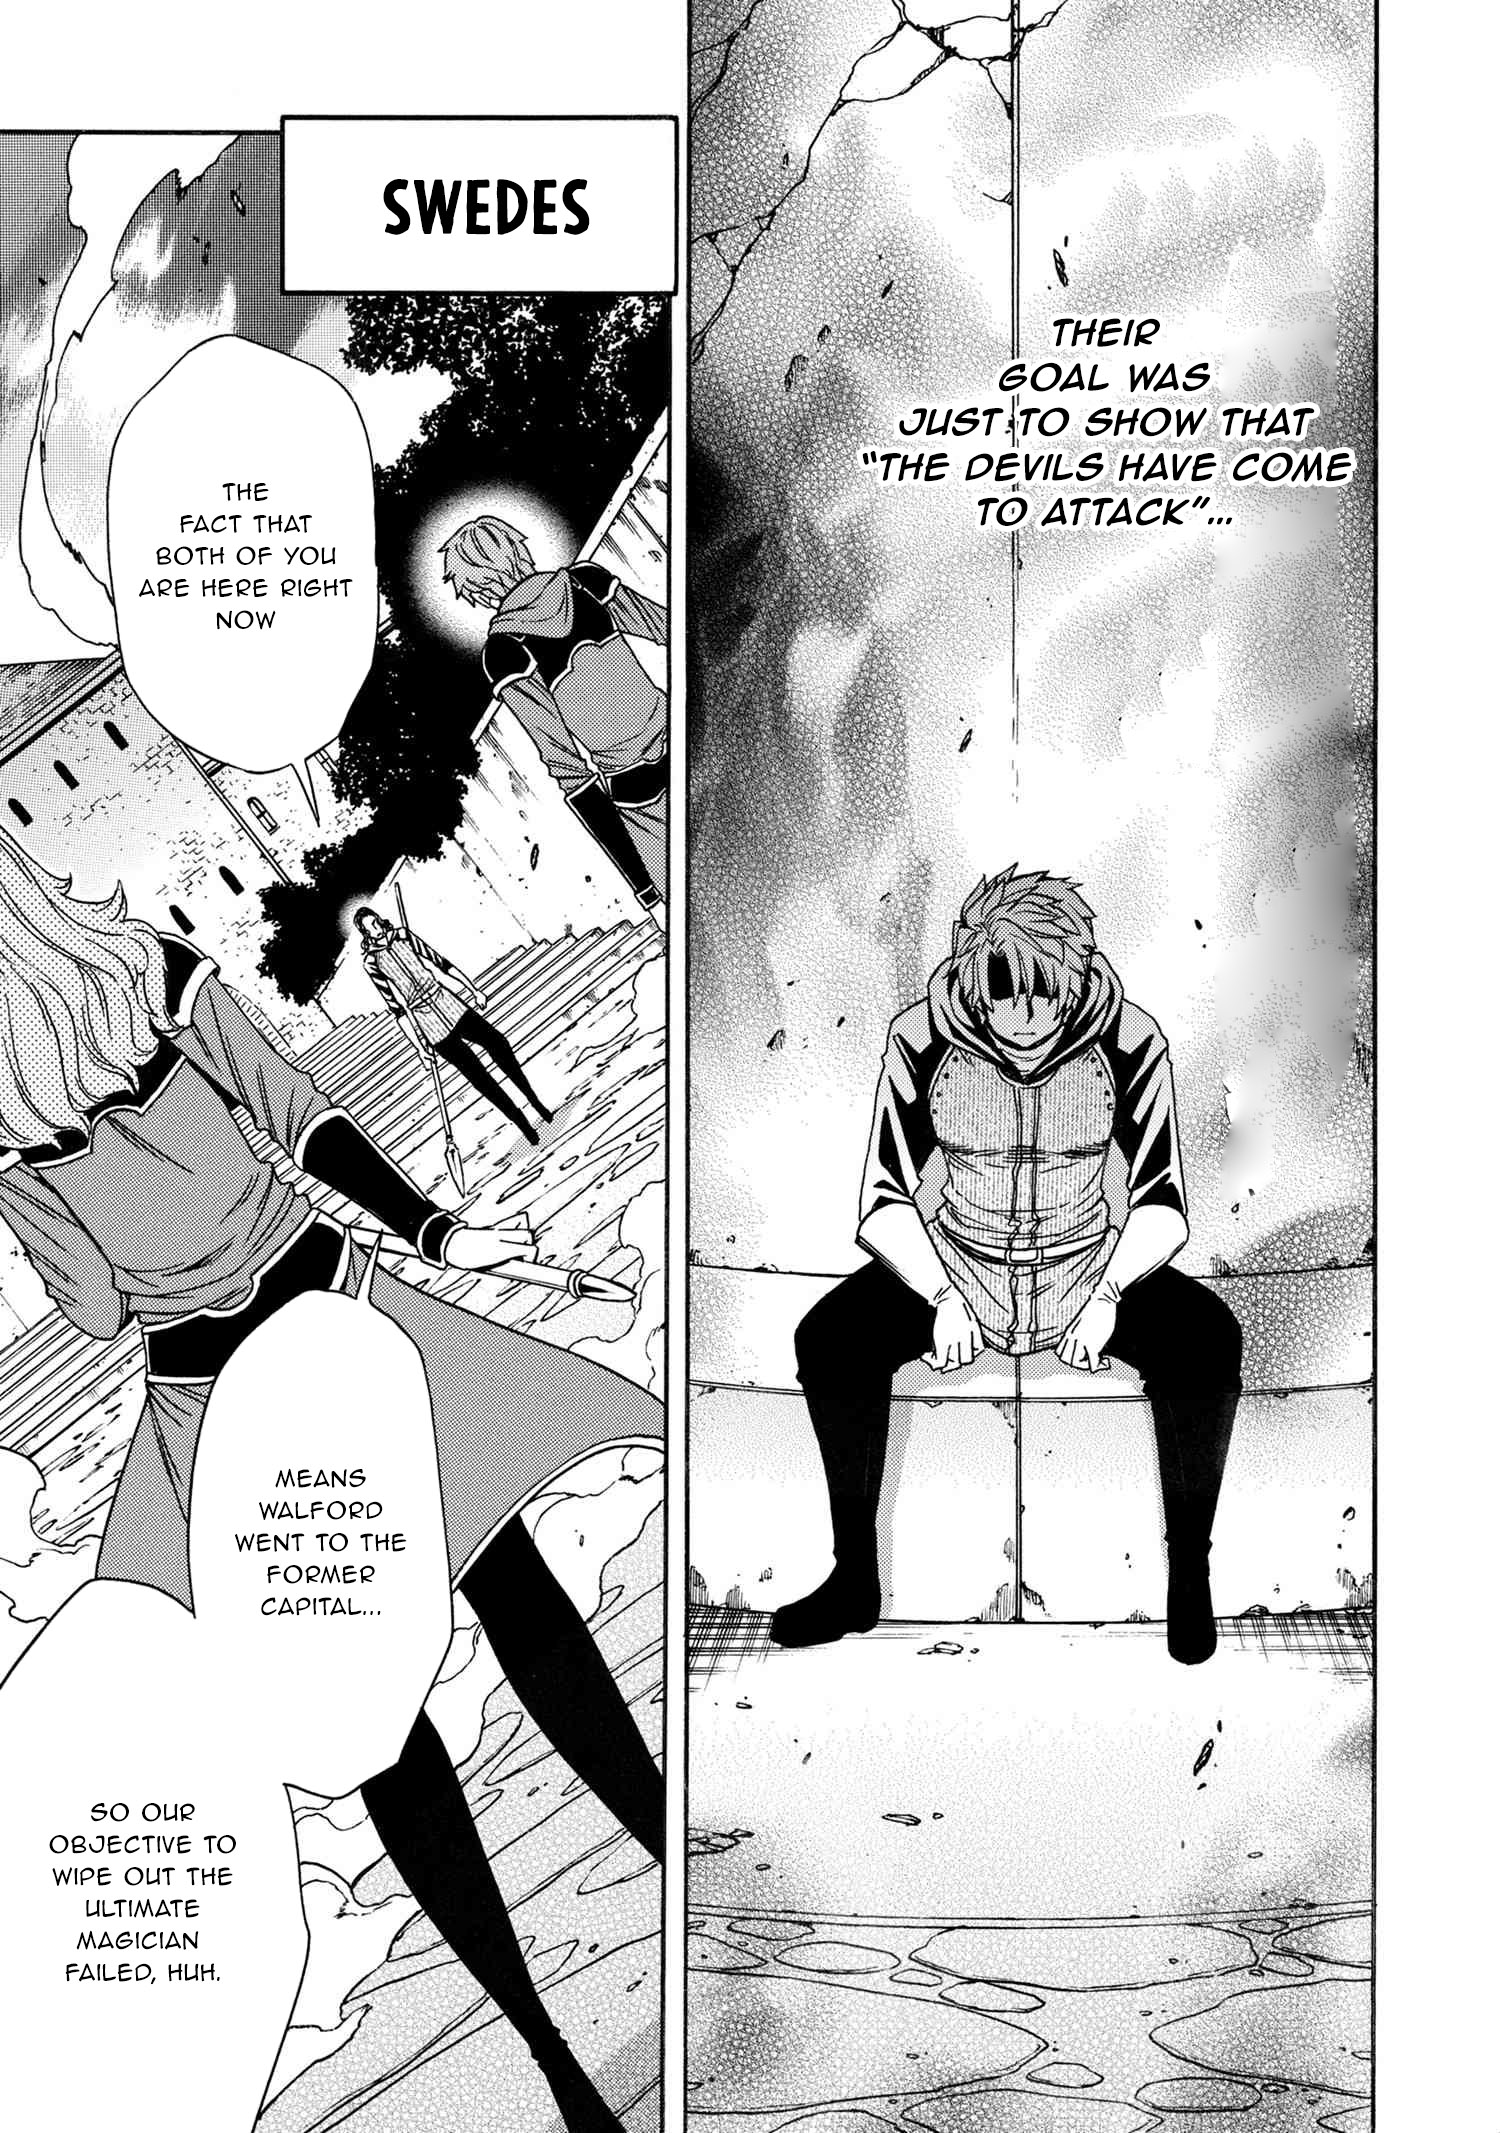 THEIR
GOAL WAS
JUST TO SHOW THAT
"THE DEVILS HAVE COME
TO ATTACK"...
SWEDES
THE
FACT THAT
BOTH OF YOU
ARE HERE RIGHT
NOW
MEANS
WALFORD
WENT TO THE
FORMER
CAPITAL...
SO OUR
OBJECTIVE TO
WIPE OUT THE
ULTIMATE
MAGICIAN
FAILED, HUH.